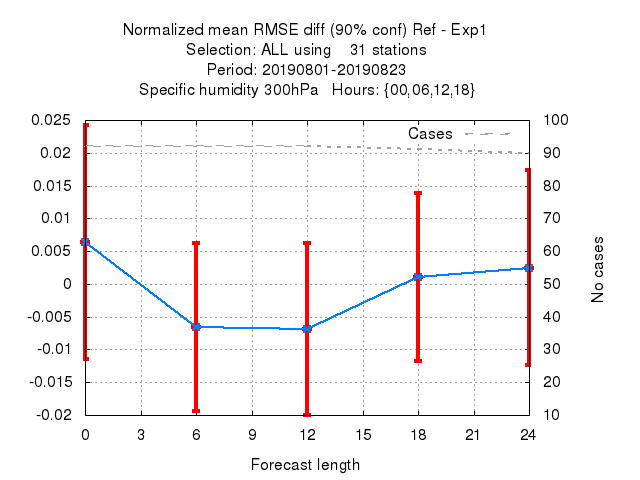 Normalized mean RMSE diff (90% conf) Ref - Exp1
Selection: ALL using    31 stations
Period: 20190801-20190823
Specific humidity 300hPa   Hours: {00,06,12,18}
0.025
0.02
0.015
0.01
0.005
0
-0.005
-0.01
-0.015
-0.02
Cases
100
90
80
70
60
50
40
30
20
10
No cases
0 3 6 9 12 15 18 21 24
Forecast length